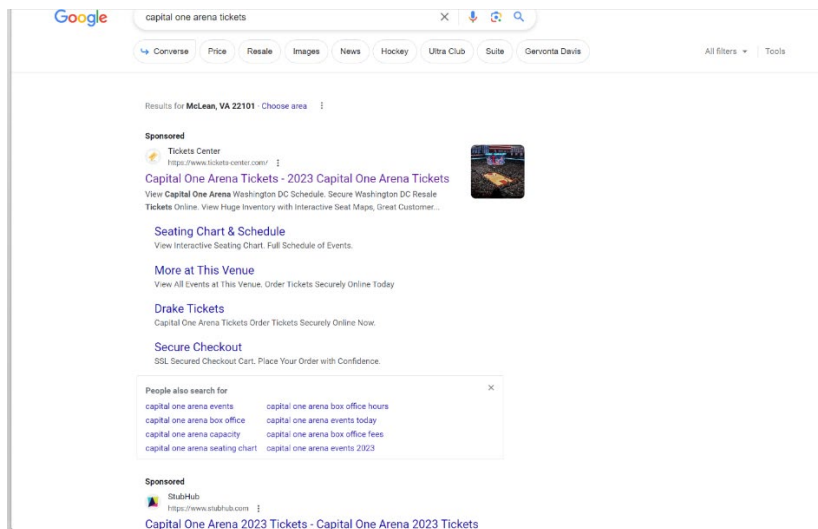 Google
capital one arena tickets
Converse Price Resale Images News Hockey Ultra Club Suite Gervonta Davis All filters Tools
Results for McLean, VA 22101 · Choose area
Sponsored
Tickets Center
https://www.tickets-center.com/
Capital One Arena Tickets - 2023 Capital One Arena Tickets
View Capital One Arena Washington DC Schedule. Secure Washington DC Resale
Tickets Online. View Huge Inventory with Interactive Seat Maps, Great Customer...
Seating Chart & Schedule
View Interactive Seating Chart. Full Schedule of Events.
More at This Venue
View All Events at This Venue. Order Tickets Securely Online Today
Drake Tickets
Capital One Arena Tickets Order Tickets Securely Online Now.
Secure Checkout
SSL Secured Checkout Cart. Place Your Order with Confidence.
People also search for
capital one arena events capital one arena box office hours
capital one arena box office capital one arena events today
capital one arena capacity capital one arena box office fees
capital one arena seating chart capital one arena events 2023
Sponsored
StubHub
https://www.stubhub.com
Capital One Arena 2023 Tickets - Capital One Arena 2023 Tickets